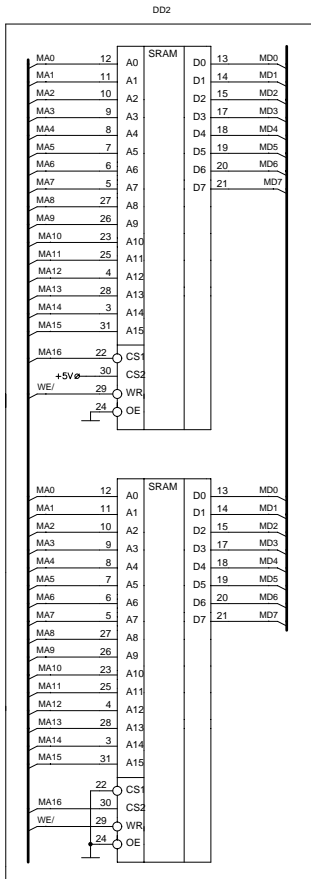 DD2
SRAM
MA0 12 A0 D0 13 MD0
MA1 11 A1 D1 14 MD1
MA2 10 A2 D2 15 MD2
MA3 9 A3 D3 17 MD3
MA4 8 A4 D4 18 MD4
MA5 7 A5 D5 19 MD5
MA6 6 A6 D6 20 MD6
MA7 5 A7 D7 21 MD7
MA8 27 A8
MA9 26 A9
MA10 23 A10
MA11 25 A11
MA12 4 A12
MA13 28 A13
MA14 3 A14
MA15 31 A15
MA16 22 CS1
+5V 30 CS2
WE/ 29 WR
24 OE
SRAM
MA0 12 A0 D0 13 MD0
MA1 11 A1 D1 14 MD1
MA2 10 A2 D2 15 MD2
MA3 9 A3 D3 17 MD3
MA4 8 A4 D4 18 MD4
MA5 7 A5 D5 19 MD5
MA6 6 A6 D6 20 MD6
MA7 5 A7 D7 21 MD7
MA8 27 A8
MA9 26 A9
MA10 23 A10
MA11 25 A11
MA12 4 A12
MA13 28 A13
MA14 3 A14
MA15 31 A15
22 CS1
MA16 30 CS2
WE/ 29 WR
24 OE